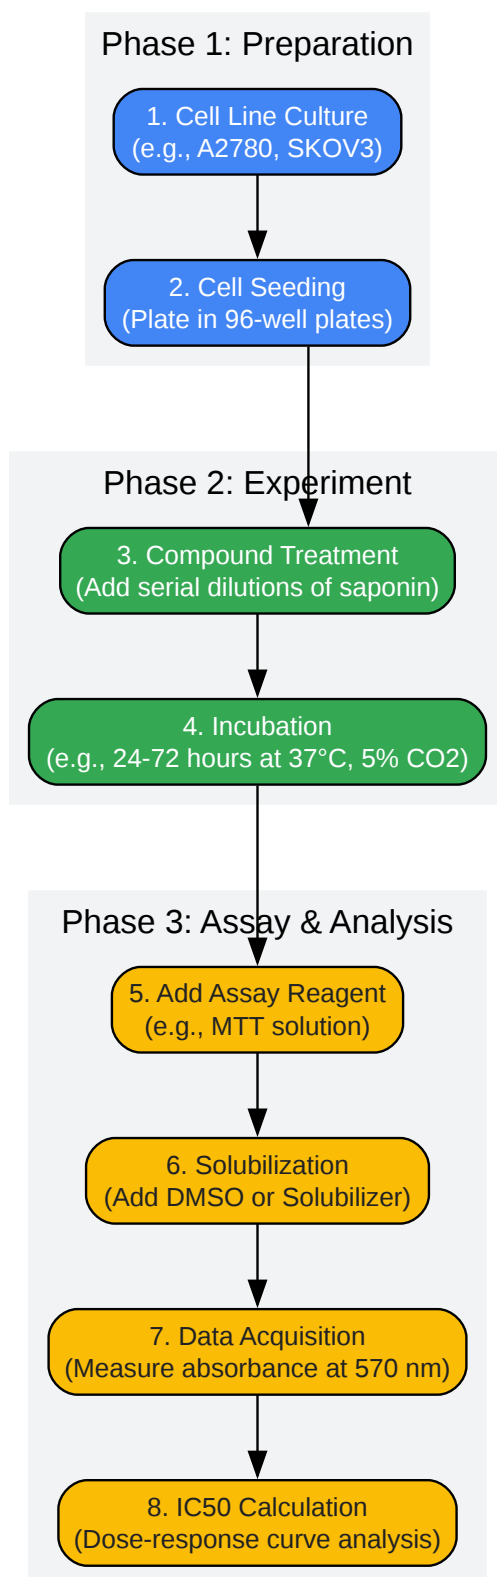 Phase 1: Preparation
1. Cell Line Culture
(e.g., A2780, SKOV3)
2. Cell Seeding
(Plate in 96-well plates)
Phase 2: Experiment
3. Compound Treatment
(Add serial dilutions of saponin)
4. Incubation
(e.g., 24-72 hours at 37°C, 5% CO2)
Phase 3: Assay & Analysis
5. Add Assay Reagent
(e.g., MTT solution)
6. Solubilization
(Add DMSO or Solubilizer)
7. Data Acquisition
(Measure absorbance at 570 nm)
8. IC50 Calculation
(Dose-response curve analysis)